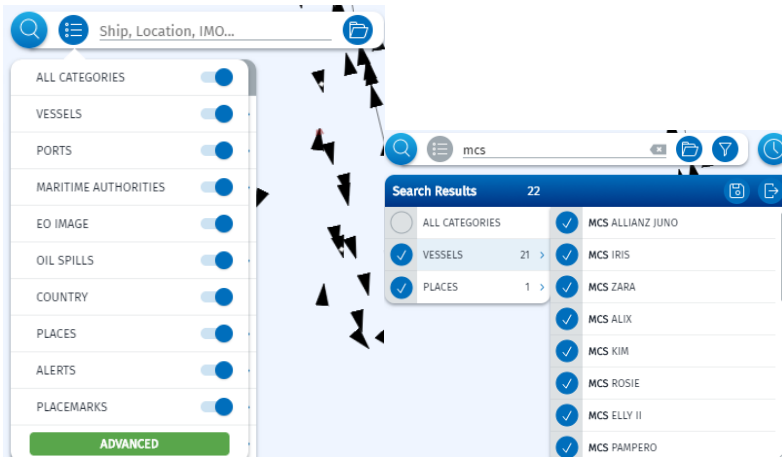 Ship, Location, IMO...
ALL CATEGORIES
VESSELS
PORTS
MARITIME AUTHORITIES
EO IMAGE
OIL SPILLS
COUNTRY
PLACES
ALERTS
PLACEMARKS
ADVANCED
mcs
Search Results 22
ALL CATEGORIES
VESSELS 21
PLACES 1
MCS ALLIANZ JUNO
MCS IRIS
MCS ZARA
MCS ALIX
MCS KIM
MCS ROSIE
MCS ELLY II
MCS PAMPERO